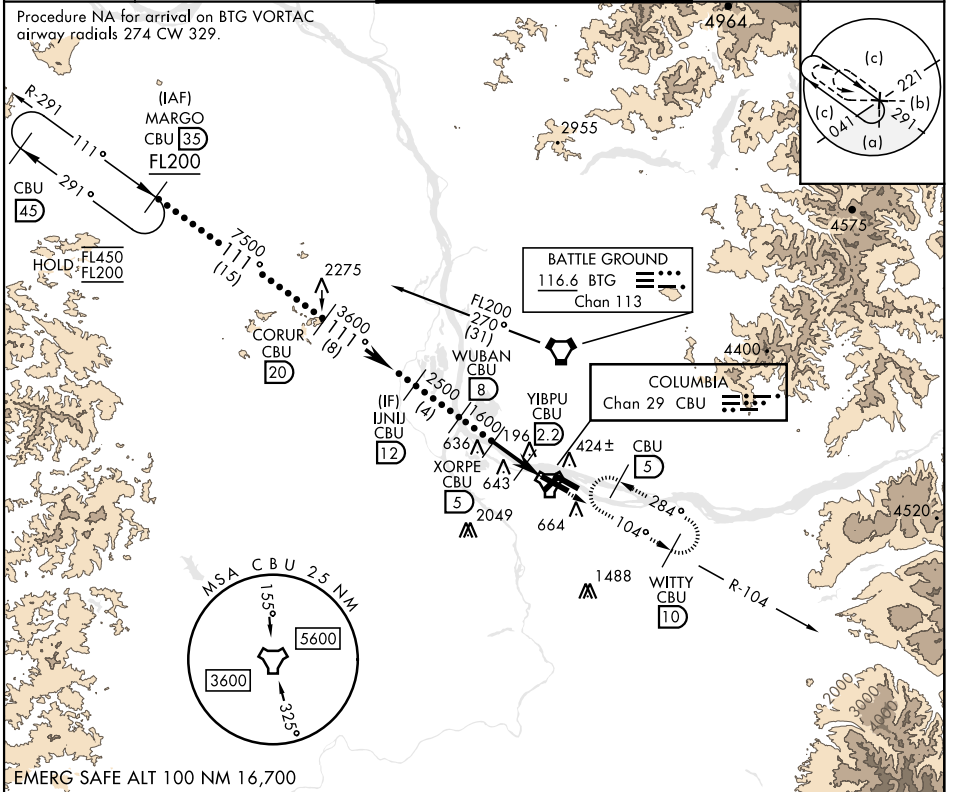 Procedure NA for arrival on BTG VORTAC
airway radials 274 CW 329.
4964
(c)
221
(b)
291
(c)
041
(a)
R-291
(IAF)
MARGO
CBU 35
FL200
111°
291°
CBU
45
HOLD FL450
FL200
2955
4575
7500
111°
(15)
2275
BATTLE GROUND
116.6 BTG
Chan 113
FL200
270°
(31)
3600
111°
(8)
CORUR
CBU
20
WUBAN
CBU
8
4400
COLUMBIA
Chan 29 CBU
(IF)
IJNIJ
CBU
12
2500
(4)
1600
YIBPU
CBU
2.2
196
636
643
424±
CBU
5
XORPE
CBU
5
2049
664
284°
104°
4520
1488
WITTY
CBU
10
R-104
MSA CBU 25 NM
155°
5600
3600
325°
2000
3000
EMERG SAFE ALT 100 NM 16,700